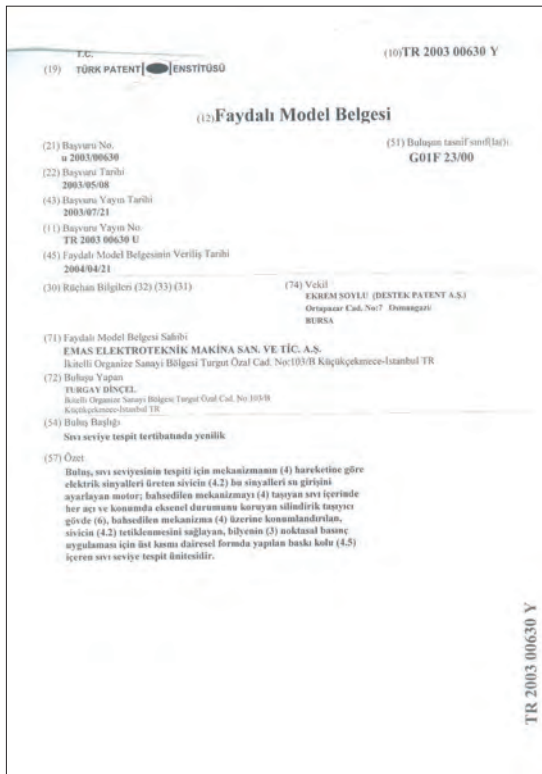 (10)TR 2003 00630 Y
T.C.
(19) TÜRK PATENT ENSTİTÜSÜ
(12)Faydalı Model Belgesi
(21) Başvuru No.
u 2003/00630
(22) Başvuru Tarihi
2003/05/08
(43) Başvuru Yayın Tarihi
2003/07/21
(11) Başvuru Yayın No.
TR 2003 00630 U
(45) Faydalı Model Belgesinin Veriliş Tarihi
2004/04/21
(51) Buluşun tasnif sınıf(ları):
G01F 23/00
(30) Rüçhan Bilgileri (32) (33) (31)
(74) Vekil
EKREM SOYLU (DESTEK PATENT A.Ş.)
Ortapazar Cad. No:7 Osmangazi/
BURSA
(71) Faydalı Model Belgesi Sahibi
EMAS ELEKTROTEKNİK MAKİNA SAN. VE TİC. A.Ş.
İkitelli Organize Sanayi Bölgesi Turgut Özal Cad. No:103/B Küçükçekmece-İstanbul TR
(72) Buluşu Yapan
TURGAY DİNÇEL
İkitelli Organize Sanayi Bölgesi Turgut Özal Cad. No:103/B
Küçükçekmece-İstanbul TR
(54) Buluş Başlığı
Sıvı seviye tespit tertibatında yenilik
(57) Özet
Buluş, sıvı seviyesinin tespiti için mekanizmanın (4) hareketine göre
elektrik sinyalleri üreten sivicin (4.2) bu sinyalleri su girişini
ayarlayan motor; bahsedilen mekanizmayı (4) taşıyan sıvı içerinde
her açı ve konumda eksenel durumunu koruyan silindirik taşıyıcı
gövde (6), bahsedilen mekanizma (4) üzerine konumlandırılan,
sivicin (4.2) tetiklenmesini sağlayan, bilyenin (3) noktasal basınç
uygulaması için üst kısmı dairesel formda yapılan baskı kolu (4.5)
içeren sıvı seviye tespit ünitesidir.
TR 2003 00630 Y